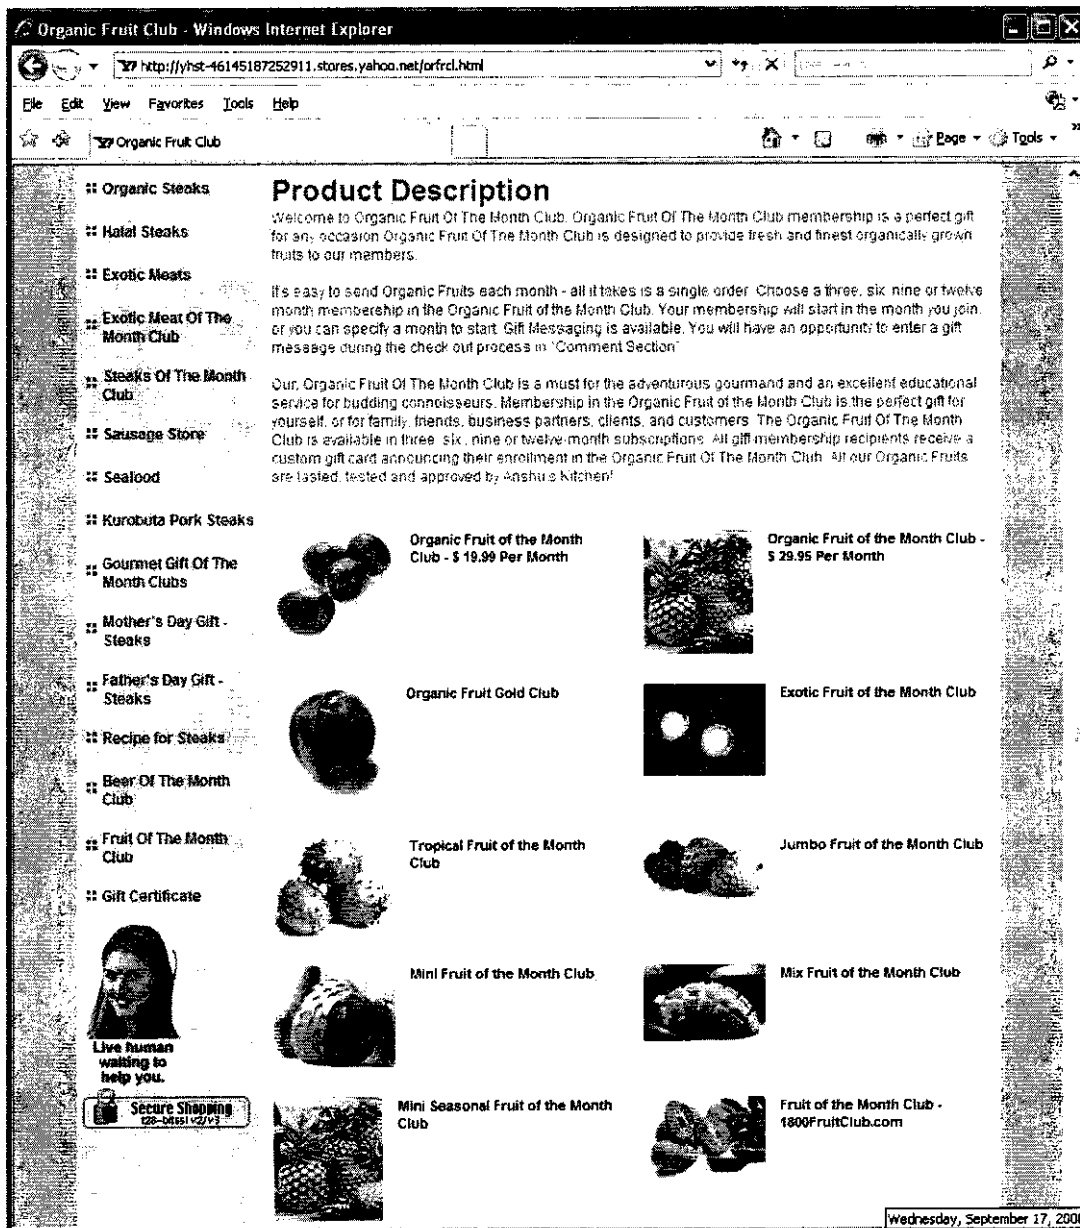 Organic Fruit Club - Windows Internet Explorer
http://yhst-46145187252911.stores.yahoo.net/orfrcl.html
File Edit View Favorites Tools Help
Organic Fruit Club
Page Tools
Organic Steaks
Halal Steaks
Exotic Meats
Exotic Meat Of The
Month Club
Steaks Of The Month
Club
Sausage Store
Seafood
Kurobuta Pork Steaks
Gourmet Gift Of The
Month Clubs
Mother's Day Gift -
Steaks
Father's Day Gift -
Steaks
Recipe for Steaks
Beer Of The Month
Club
Fruit Of The Month
Club
Gift Certificate
Live human
waiting to
help you.
Secure Shopping
128-bit ssl v2/v3
Product Description
Welcome to Organic Fruit Of The Month Club. Organic Fruit Of The Month Club membership is a perfect gift
for any occasion Organic Fruit Of The Month Club is designed to provide fresh and finest organically grown
fruits to our members.
It's easy to send Organic Fruits each month - all it takes is a single order. Choose a three, six, nine or twelve
month membership in the Organic Fruit of the Month Club. Your membership will start in the month you join,
or you can specify a month to start. Gift Messaging is available. You will have an opportunity to enter a gift
message during the check out process in "Comment Section"
Our, Organic Fruit Of The Month Club is a must for the adventurous gourmand and an excellent educational
service for budding connoisseurs. Membership in the Organic Fruit of the Month Club is the perfect gift for
yourself, or for family, friends, business partners, clients, and customers. The Organic Fruit Of The Month
Club is available in three, six, nine or twelve-month subscriptions. All gift membership recipients receive a
custom gift card announcing their enrollment in the Organic Fruit Of The Month Club. All our Organic Fruits
are tasted, tested and approved by Anshu's Kitchen!
Organic Fruit of the Month
Club - $ 19.99 Per Month
Organic Fruit of the Month Club -
$ 29.95 Per Month
Organic Fruit Gold Club
Exotic Fruit of the Month Club
Tropical Fruit of the Month
Club
Jumbo Fruit of the Month Club
Mini Fruit of the Month Club
Mix Fruit of the Month Club
Mini Seasonal Fruit of the Month
Club
Fruit of the Month Club -
1800FruitClub.com
Wednesday, September 17, 200